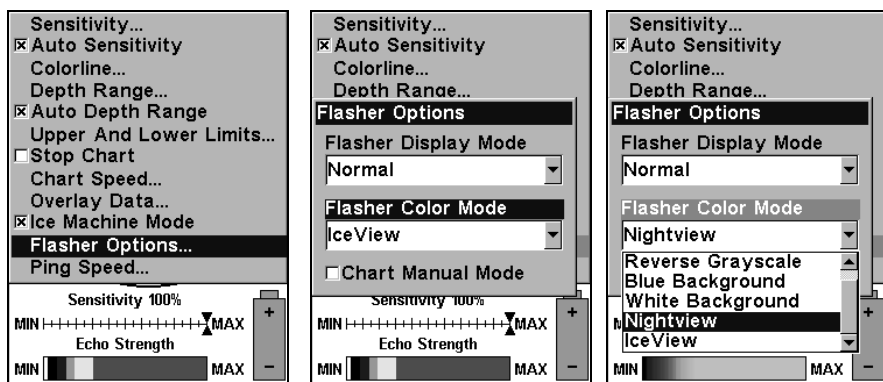 Sensitivity...
Auto Sensitivity
Colorline...
Depth Range...
Auto Depth Range
Upper And Lower Limits...
Stop Chart
Chart Speed...
Overlay Data...
Ice Machine Mode
Flasher Options...
Ping Speed...
Sensitivity 100%
MIN MAX
Echo Strength
MIN MAX
+
-
Sensitivity...
Auto Sensitivity
Colorline...
Depth Range...
Flasher Options
Flasher Display Mode
Normal
Flasher Color Mode
IceView
Chart Manual Mode
Sensitivity 100%
MIN MAX
Echo Strength
MIN MAX
+
-
Sensitivity...
Auto Sensitivity
Colorline...
Depth Range...
Flasher Options
Flasher Display Mode
Normal
Flasher Color Mode
Nightview
Reverse Grayscale
Blue Background
White Background
Nightview
IceView
MAX
MIN MAX
+
-